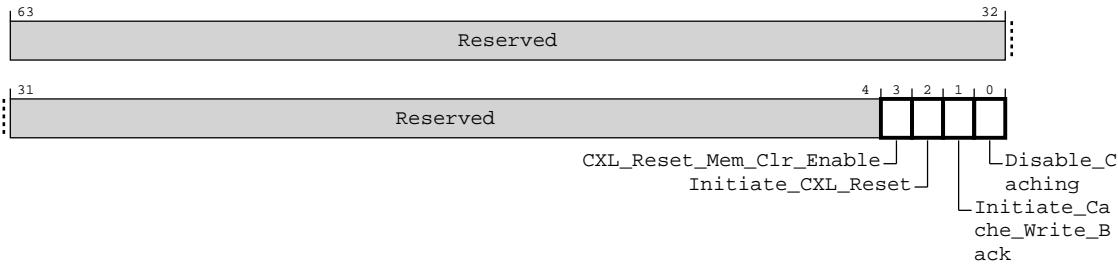 63 32
Reserved
31 4 3 2 1 0
Reserved
CXL_Reset_Mem_Clr_Enable Disable_C
Initiate_CXL_Reset aching
Initiate_Ca
che_Write_B
ack